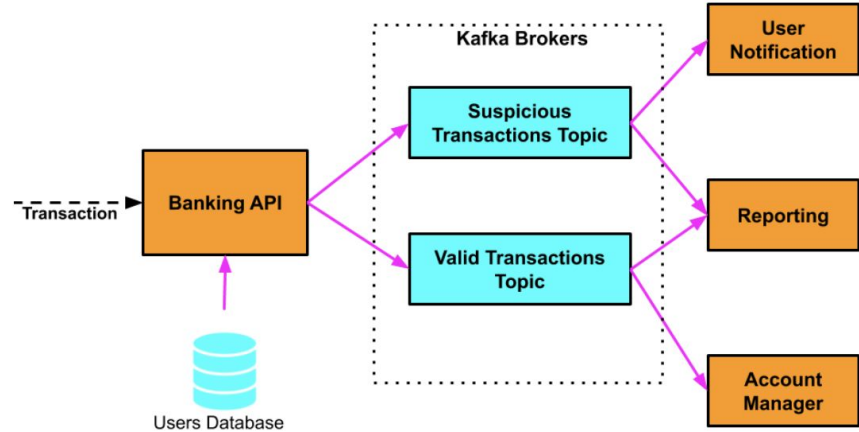 Kafka Brokers
User
Notification
Suspicious
Transactions Topic
Transaction
Banking API
Reporting
Valid Transactions
Topic
Account
Manager
Users Database